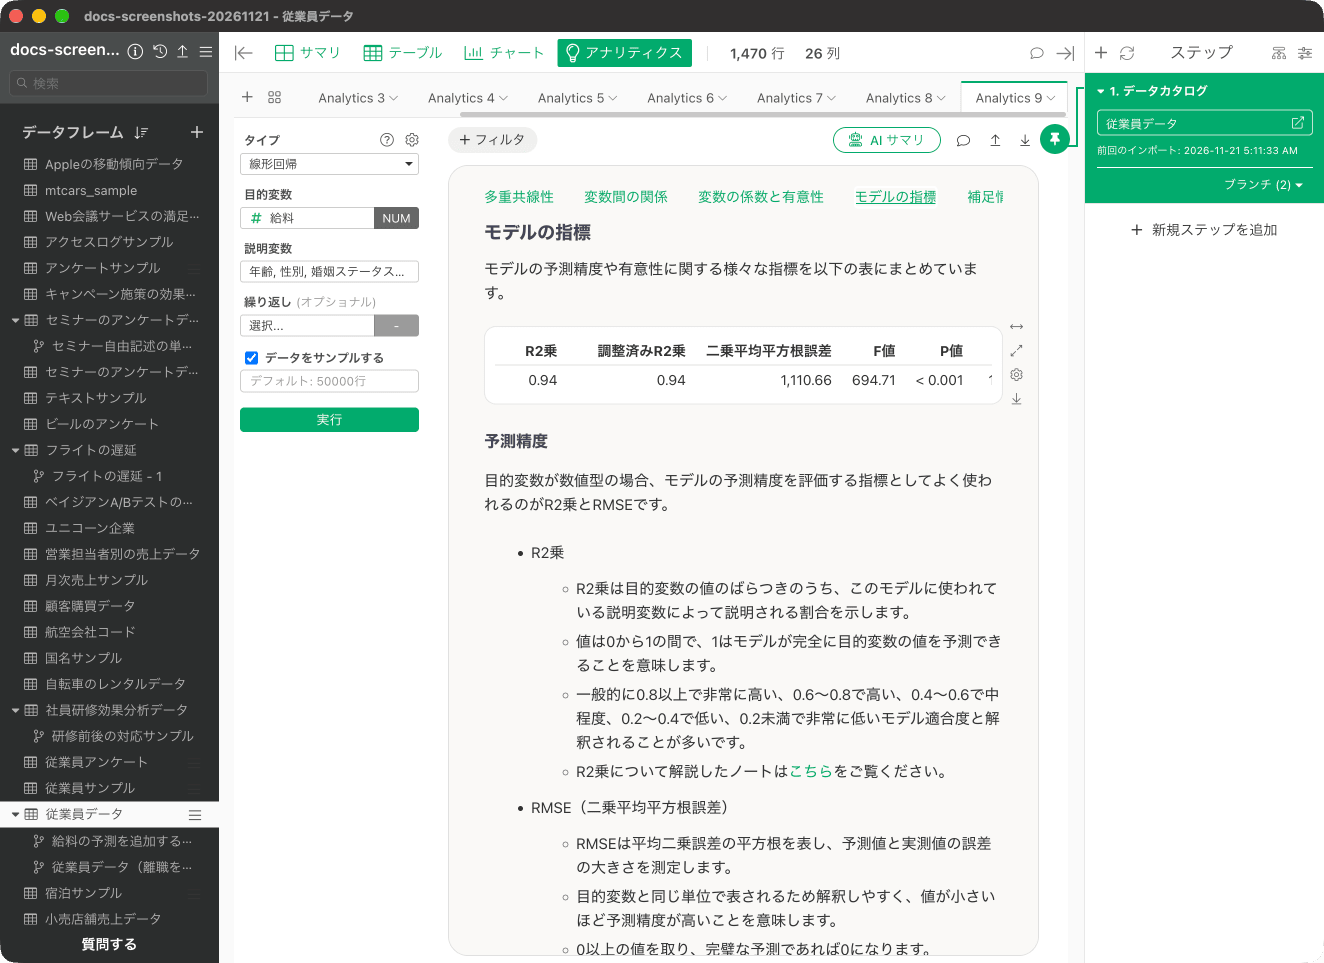 docs-screenshots-20261121 - 従業員データ
docs-screen...
検索
データフレーム
Appleの移動傾向データ
mtcars_sample
Web会議サービスの満足…
アクセスログサンプル
アンケートサンプル
キャンペーン施策の効果…
セミナーのアンケートデ…
セミナー自由記述の単…
セミナーのアンケートデ…
テキストサンプル
ビールのアンケート
フライトの遅延
フライトの遅延 - 1
ベイジアンA/Bテストの…
ユニコーン企業
営業担当者別の売上データ
月次売上サンプル
顧客購買データ
航空会社コード
国名サンプル
自転車のレンタルデータ
社員研修効果分析データ
研修前後の対応サンプル
従業員アンケート
従業員サンプル
従業員データ
給料の予測を追加する…
従業員データ（離職を…
宿泊サンプル
小売店舗売上データ
質問する
サマリ テーブル チャート アナリティクス 1,470 行 26 列
Analytics 3 Analytics 4 Analytics 5 Analytics 6 Analytics 7 Analytics 8 Analytics 9
タイプ
線形回帰
目的変数
# 給料 NUM
説明変数
年齢, 性別, 婚姻ステータス...
繰り返し (オプショナル)
選択... -
データをサンプルする
デフォルト: 50000行
実行
+ フィルタ
AI サマリ
多重共線性 変数間の関係 変数の係数と有意性 モデルの指標 補足情
モデルの指標
モデルの予測精度や有意性に関する様々な指標を以下の表にまとめていま
す。
R2乗 調整済みR2乗 二乗平均平方根誤差 F値 P値
0.94 0.94 1,110.66 694.71 < 0.001
予測精度
目的変数が数値型の場合、モデルの予測精度を評価する指標としてよく使わ
れるのがR2乗とRMSEです。
• R2乗
◦ R2乗は目的変数の値のばらつきのうち、このモデルに使われて
いる説明変数によって説明される割合を示します。
◦ 値は0から1の間で、1はモデルが完全に目的変数の値を予測でき
ることを意味します。
◦ 一般的に0.8以上で非常に高い、0.6〜0.8で高い、0.4〜0.6で中
程度、0.2〜0.4で低い、0.2未満で非常に低いモデル適合度と解
釈されることが多いです。
◦ R2乗について解説したノートはこちらをご覧ください。
• RMSE（二乗平均平方根誤差）
◦ RMSEは平均二乗誤差の平方根を表し、予測値と実測値の誤差
の大きさを測定します。
◦ 目的変数と同じ単位で表されるため解釈しやすく、値が小さい
ほど予測精度が高いことを意味します。
◦ 0以上の値を取り、完璧な予測であれば0になります。
ステップ
1. データカタログ
従業員データ
前回のインポート: 2026-11-21 5:11:33 AM
ブランチ (2)
+ 新規ステップを追加